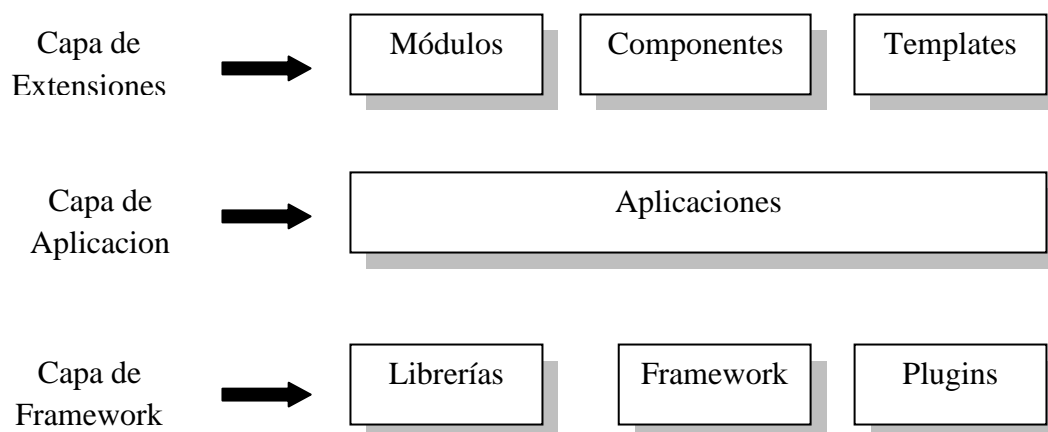 Capa de
Extensiones
Módulos
Componentes
Templates
Capa de
Aplicacion
Aplicaciones
Capa de
Framework
Librerías
Framework
Plugins